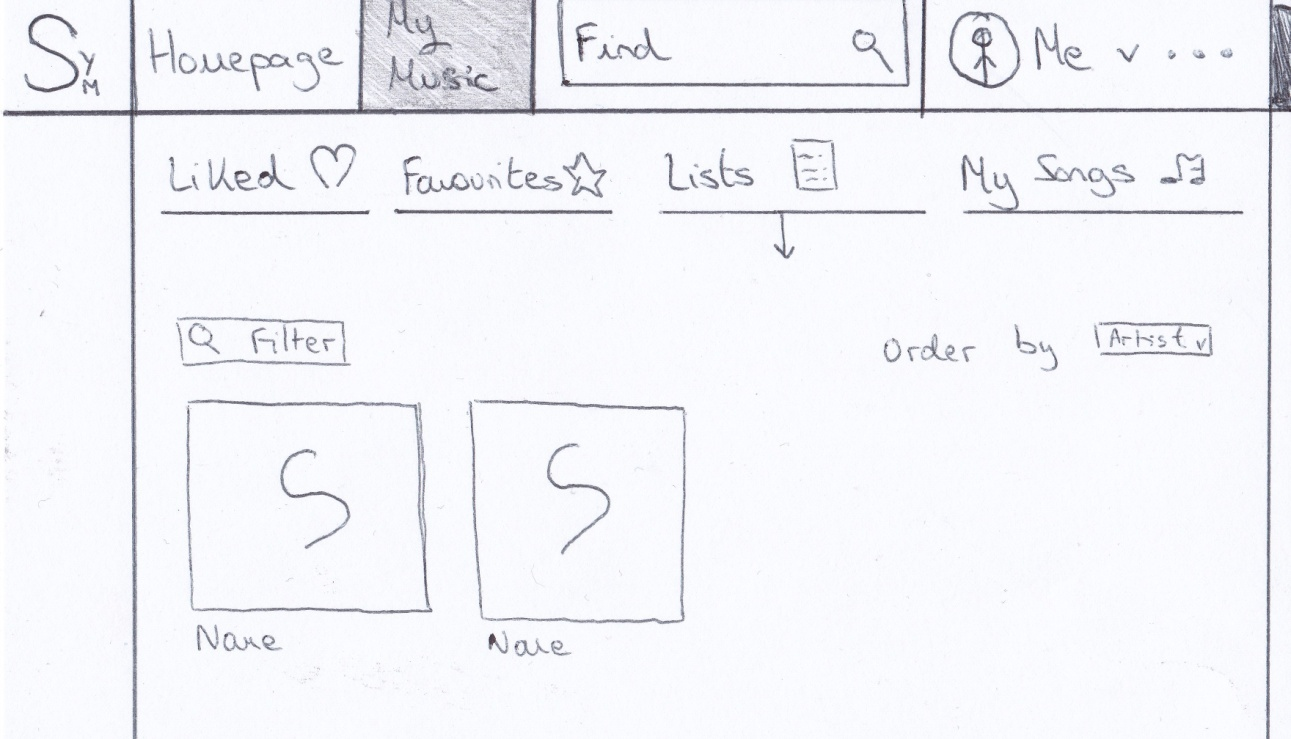 SYM
Homepage
My
Music
Find
Me v ...
Liked
Favourites
Lists
My Songs
Filter
Order by
Artist v
S
S
Name
Name